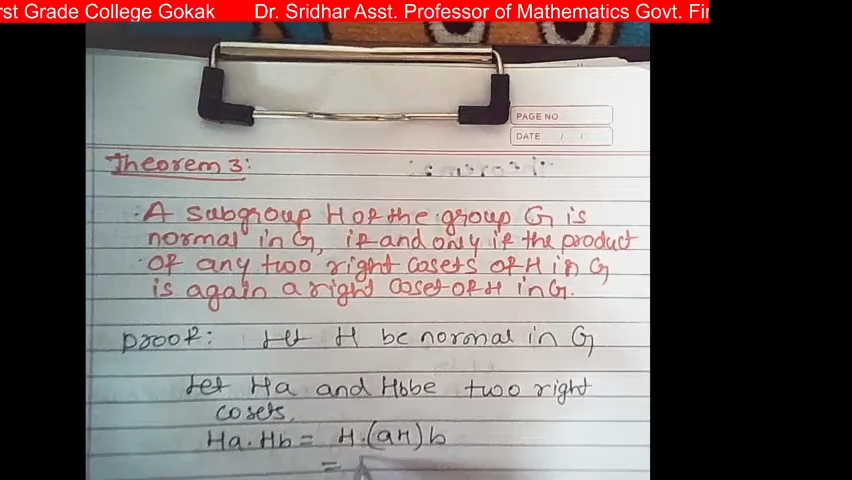 rst Grade College Gokak Dr. Sridhar Asst. Professor of Mathematics Govt. Fir
PAGE NO
DATE / /
Theorem 3:
A subgroup H of the group G is
normal in G, if and only if the product
of any two right cosets of H in G
is again a right coset of H in G.
Proof: Let H be normal in G
Let Ha and Hb be two right
cosets.
Ha.Hb = H.(aH)b
=